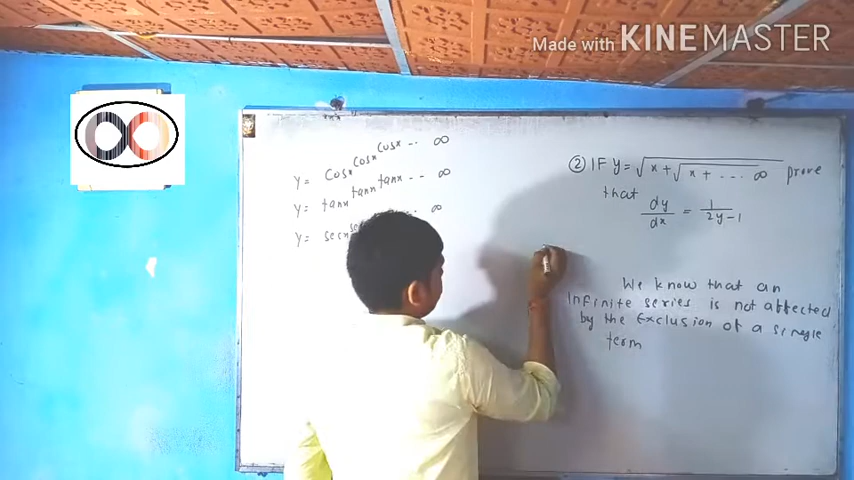 Made with KINEMASTER
y = cosx^cosx^cosx^... ∞
y = tanx^tanx^tanx^... ∞
y = secx ... ∞
② IF y = √x + √x + ... ∞ prove
that dy/dx = 1/2y-1
We know that an
Infinite series is not affected
by the Exclusion of a single
term